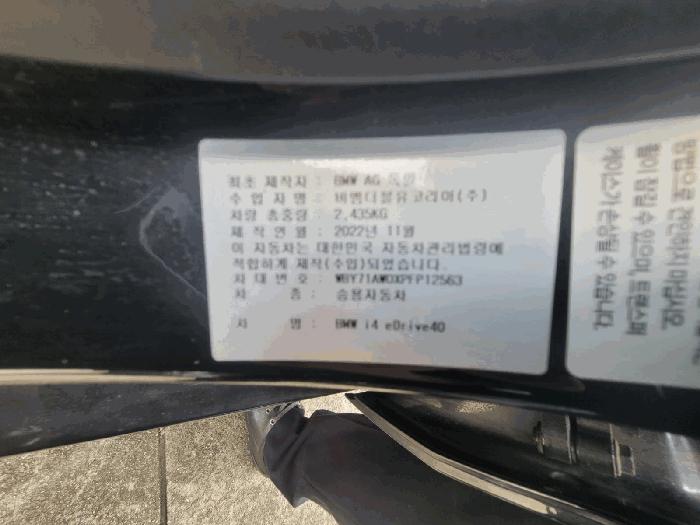 최초 제작자 : BMW AG 독일
수 입 자 명 : 비엠더블유코리아(주)
차량 총중량 : 2,435KG
제 작 연 월 : 2022년 11월
이 자동차는 대한민국 자동차관리법령에
적합하게 제작(수입)되었습니다.
차 대 번 호 : WBY71AW0XPFP12563
차 종 : 승용자동차
차 명 : BMW i4 eDrive40